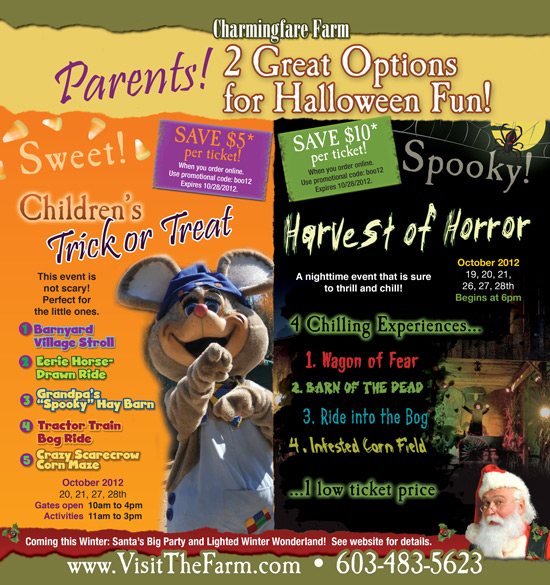 Charmingfare Farm
Parents!
2 Great Options
for Halloween Fun!
Sweet!
SAVE $5*
per ticket!
When you order online.
Use promotional code: boo12
Expires 10/28/2012.
Children's
Trick or Treat
This event is
not scary!
Perfect for
the little ones.
1 Barnyard
Village Stroll
2 Eerie Horse-
Drawn Ride
3 Grandpa's
"Spooky" Hay Barn
4 Tractor Train
Bog Ride
5 Crazy Scarecrow
Corn Maze
October 2012
20, 21, 27, 28th
Gates open 10am to 4pm
Activities 11am to 3pm
SAVE $10*
per ticket!
When you order online.
Use promotional code: boo12
Expires 10/28/2012.
Spooky!
Harvest of Horror
A nighttime event that is sure
to thrill and chill!
October 2012
19, 20, 21,
26, 27, 28th
Begins at 6pm
4 Chilling Experiences...
1. Wagon of Fear
2. BARN OF THE DEAD
3. Ride into the Bog
4. Infested Corn Field
...1 low ticket price
Coming this Winter: Santa's Big Party and Lighted Winter Wonderland! See website for details.
www.VisitTheFarm.com • 603-483-5623